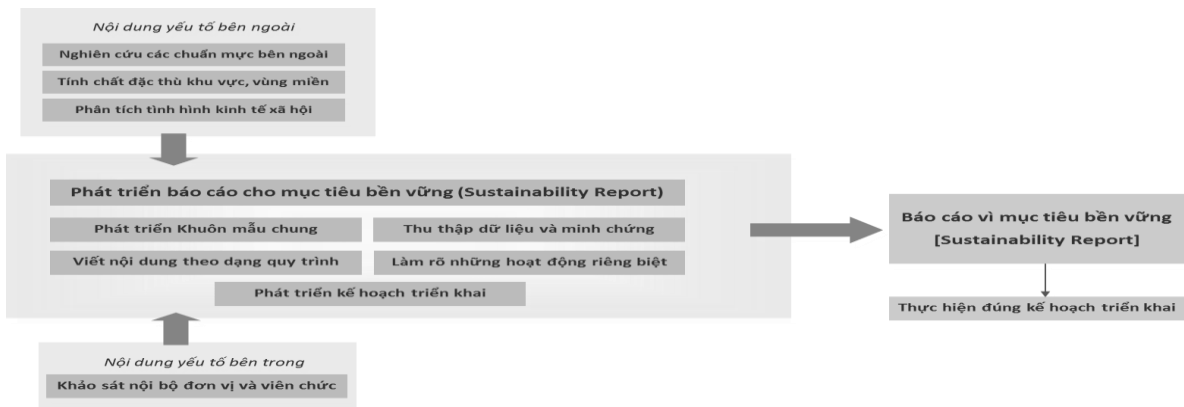 Nội dung yếu tố bên ngoài
Nghiên cứu các chuẩn mực bên ngoài
Tính chất đặc thù khu vực, vùng miền
Phân tích tình hình kinh tế xã hội
Phát triển báo cáo cho mục tiêu bền vững (Sustainability Report)
Phát triển Khuôn mẫu chung
Thu thập dữ liệu và minh chứng
Viết nội dung theo dạng quy trình
Làm rõ những hoạt động riêng biệt
Phát triển kế hoạch triển khai
Nội dung yếu tố bên trong
Khảo sát nội bộ đơn vị và viên chức
Báo cáo vì mục tiêu bền vững
[Sustainability Report]
Thực hiện đúng kế hoạch triển khai